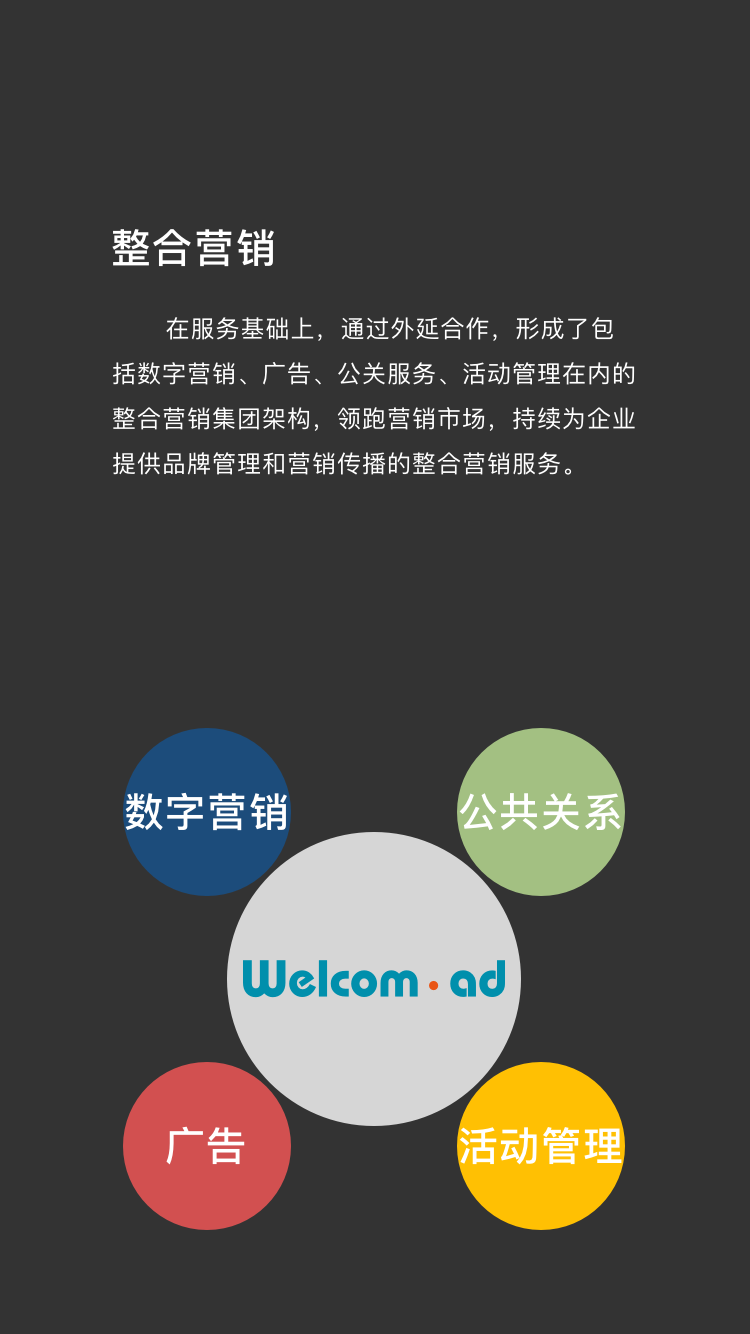 整合营销
在服务基础上，通过外延合作，形成了包
括数字营销、广告、公关服务、活动管理在内的
整合营销集团架构，领跑营销市场，持续为企业
提供品牌管理和营销传播的整合营销服务。
数字营销
公共关系
Welcom.ad
广告
活动管理